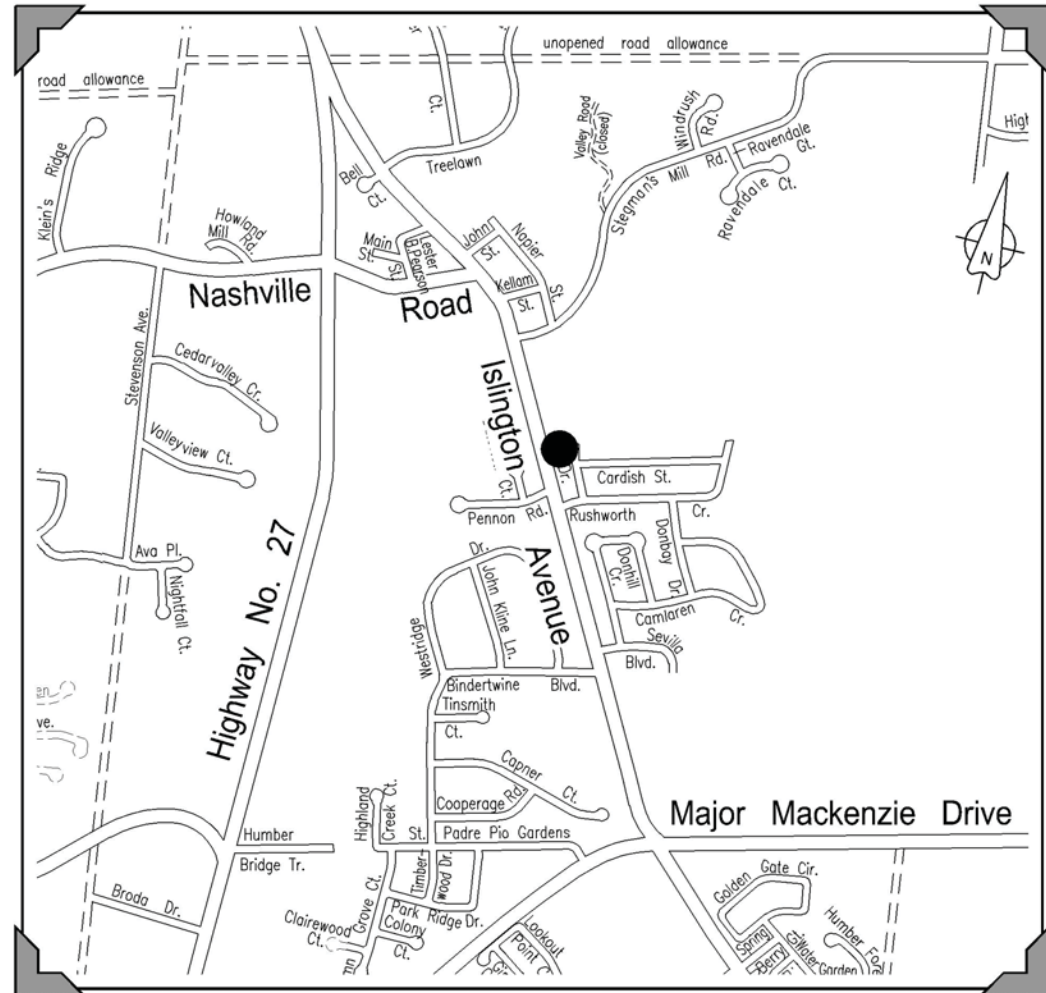 unopened road allowance
road allowance
Klein's Ridge
Ct.
Treelawn
Bell Ct.
Valley Road
(closed)
Windrush
Rd.
Stegman's Mill Rd.
Ravendale
Gt.
Ravendale Ct.
High
N
Howland
Mill Rd.
Main
St.
St.
Lester
B.Pearson
John
St.
Napier
St.
Kellam
St.
Nashville
Road
Stevenson Ave.
Cedarvalley Cr.
Valleyview Ct.
Islington
Avenue
Dr.
Cardish St.
Ct.
Pennon Rd.
Rushworth
Cr.
Donbay
Dr.
Donhill
Cr.
Camlaren
Cr.
Sevilla
Blvd.
Ava Pl.
Nightfall Ct.
Highway No. 27
Dr.
Westridge
John Kline Ln.
Bindertwine Blvd.
Tinsmith
Ct.
Capner Ct.
Cooperage Rd.
Major Mackenzie Drive
ve.
Highland
Creek Ct.
St.
Padre Pio Gardens
Humber
Bridge Tr.
Timber-
wood Dr.
Broda Dr.
Grove Ct.
Park Ridge Dr.
Clairewood
Ct.
Colony
Ct.
Lookout
Point C
Golden Gate Cir.
Spring
Berry
Water
Garden
Humber Fo